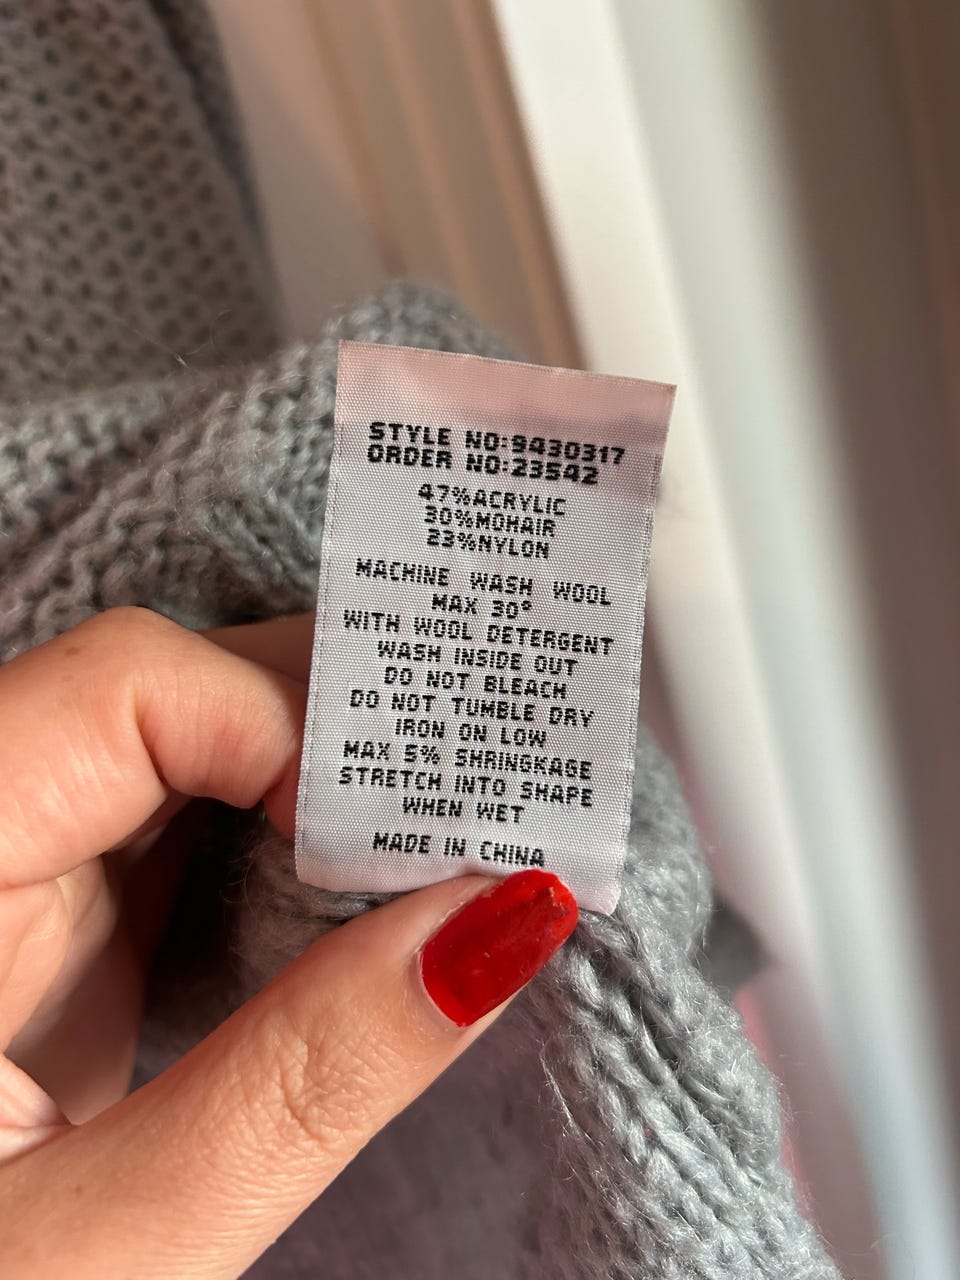 STYLE NO:9430317
ORDER NO:23542
47%ACRYLIC
30%MOHAIR
23%NYLON
MACHINE WASH WOOL
MAX 30°
WITH WOOL DETERGENT
WASH INSIDE OUT
DO NOT BLEACH
DO NOT TUMBLE DRY
IRON ON LOW
MAX 5% SHRINGKAGE
STRETCH INTO SHAPE
WHEN WET
MADE IN CHINA